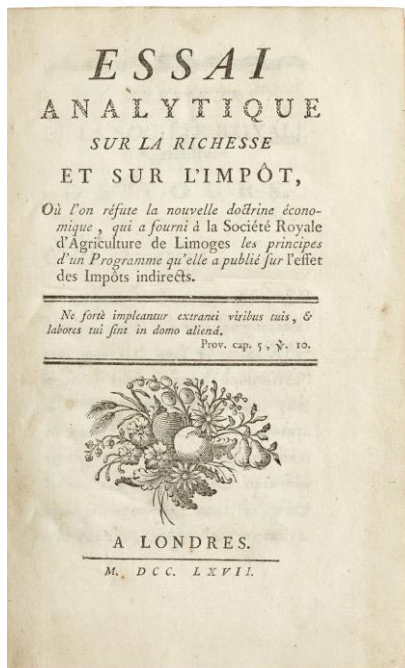 ESSAI
ANALYTIQUE
SUR LA RICHESSE
ET SUR L'IMPÔT,
Où l'on réfute la nouvelle doctrine écono-
mique, qui a fourni à la Société Royale
d'Agriculture de Limoges les principes
d'un Programme qu'elle a publié ſur l'effet
des Impôts indirects.
Ne fortè impleantur extranei viribus tuis, &
labores tui ſint in domo alienâ.
Prov. cap. 5, ℣. 10.
A LONDRES.
M. DCC. LXVII.